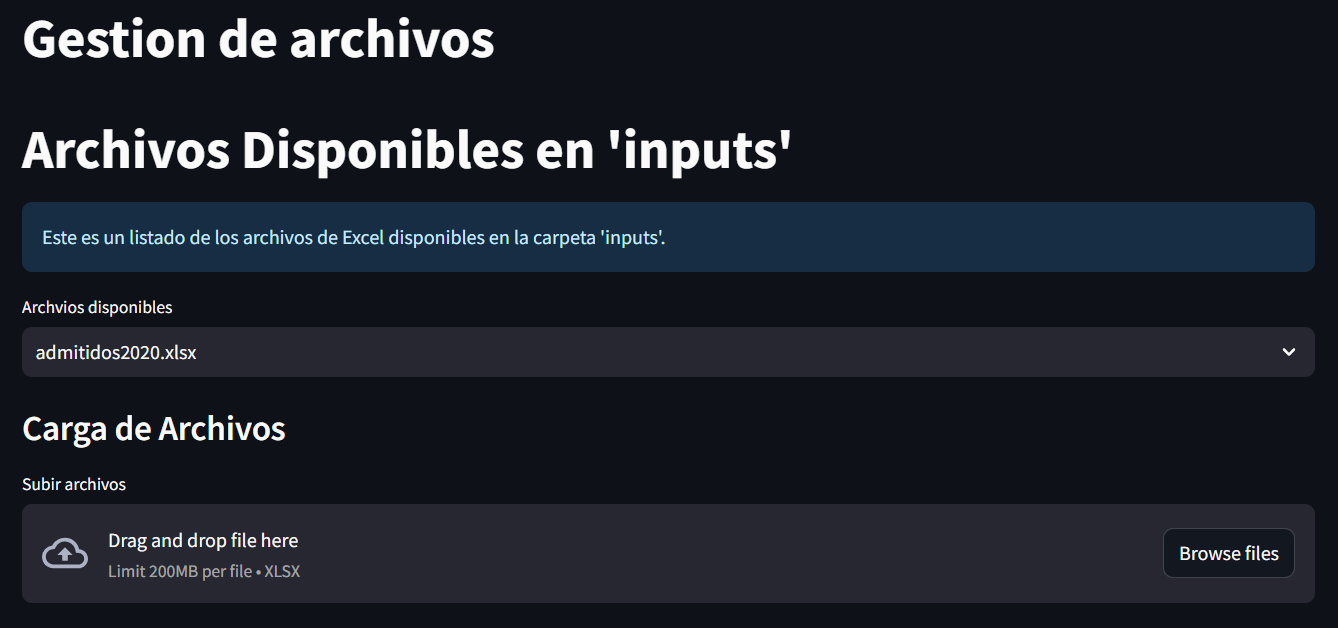 Gestion de archivos
Archivos Disponibles en 'inputs'
Este es un listado de los archivos de Excel disponibles en la carpeta 'inputs'.
Archvios disponibles
admitidos2020.xlsx
Carga de Archivos
Subir archivos
Drag and drop file here
Limit 200MB per file • XLSX
Browse files